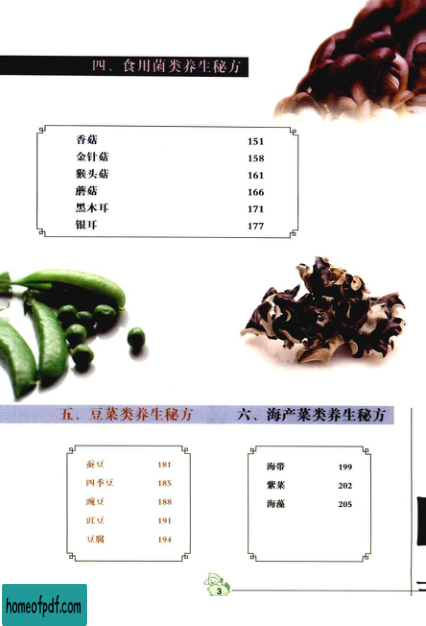 四、食用菌类养生秘方
香菇 151
金针菇 158
猴头菇 161
蘑菇 166
黑木耳 171
银耳 177
五、豆菜类养生秘方
蚕豆 181
四季豆 185
豌豆 188
豇豆 191
豆腐 194
六、海产菜类养生秘方
海带 199
紫菜 202
海藻 205
3
homeofpdf.com